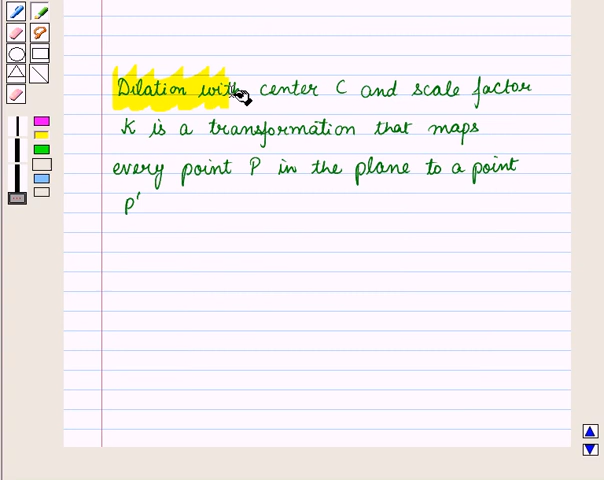 Dilation with center C and scale factor
K is a transformation that maps
every point P in the plane to a point
P'